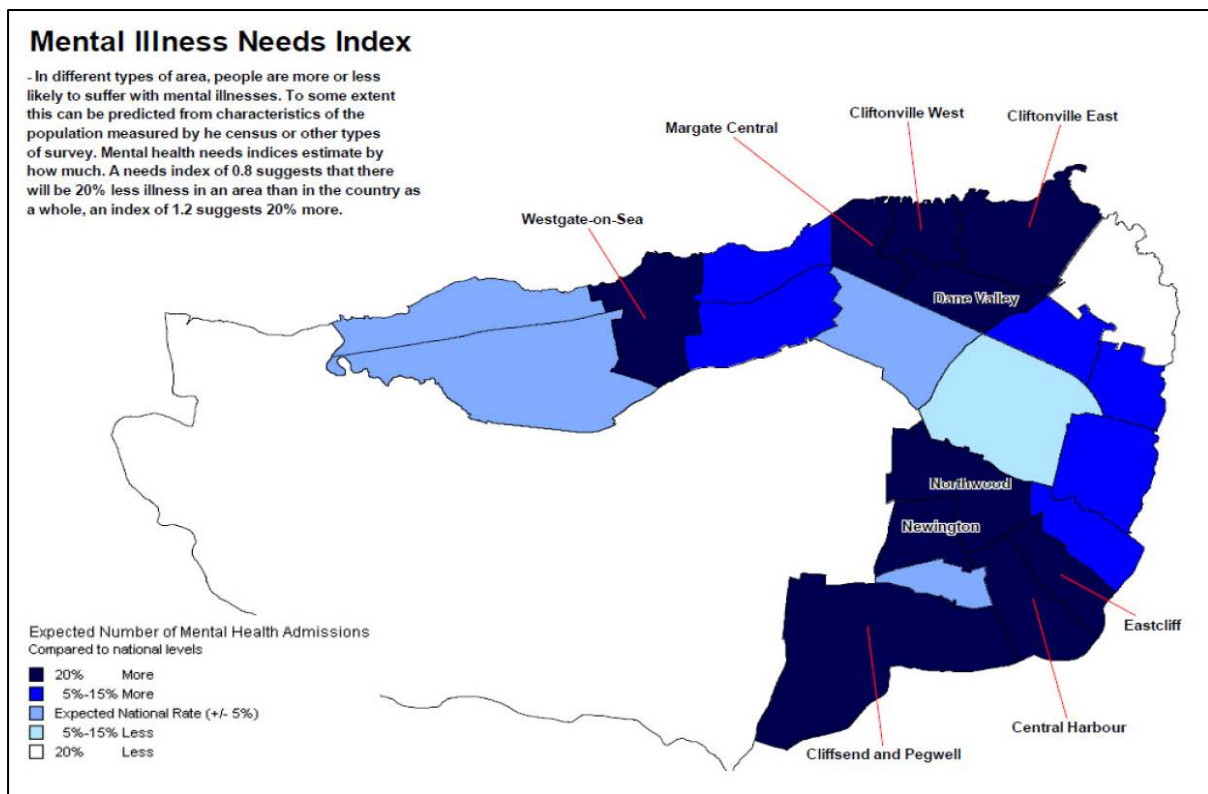 Mental Illness Needs Index
- In different types of area, people are more or less
likely to suffer with mental illnesses. To some extent
this can be predicted from characteristics of the
population measured by he census or other types
of survey. Mental health needs indices estimate by
how much. A needs index of 0.8 suggests that there
will be 20% less illness in an area than in the country as
a whole, an index of 1.2 suggests 20% more.
Cliftonville West
Cliftonville East
Margate Central
Westgate-on-Sea
Dane Valley
Northwood
Newington
Eastcliff
Central Harbour
Cliffsend and Pegwell
Expected Number of Mental Health Admissions
Compared to national levels
20% More
5%-15% More
Expected National Rate (+/- 5%)
5%-15% Less
20% Less